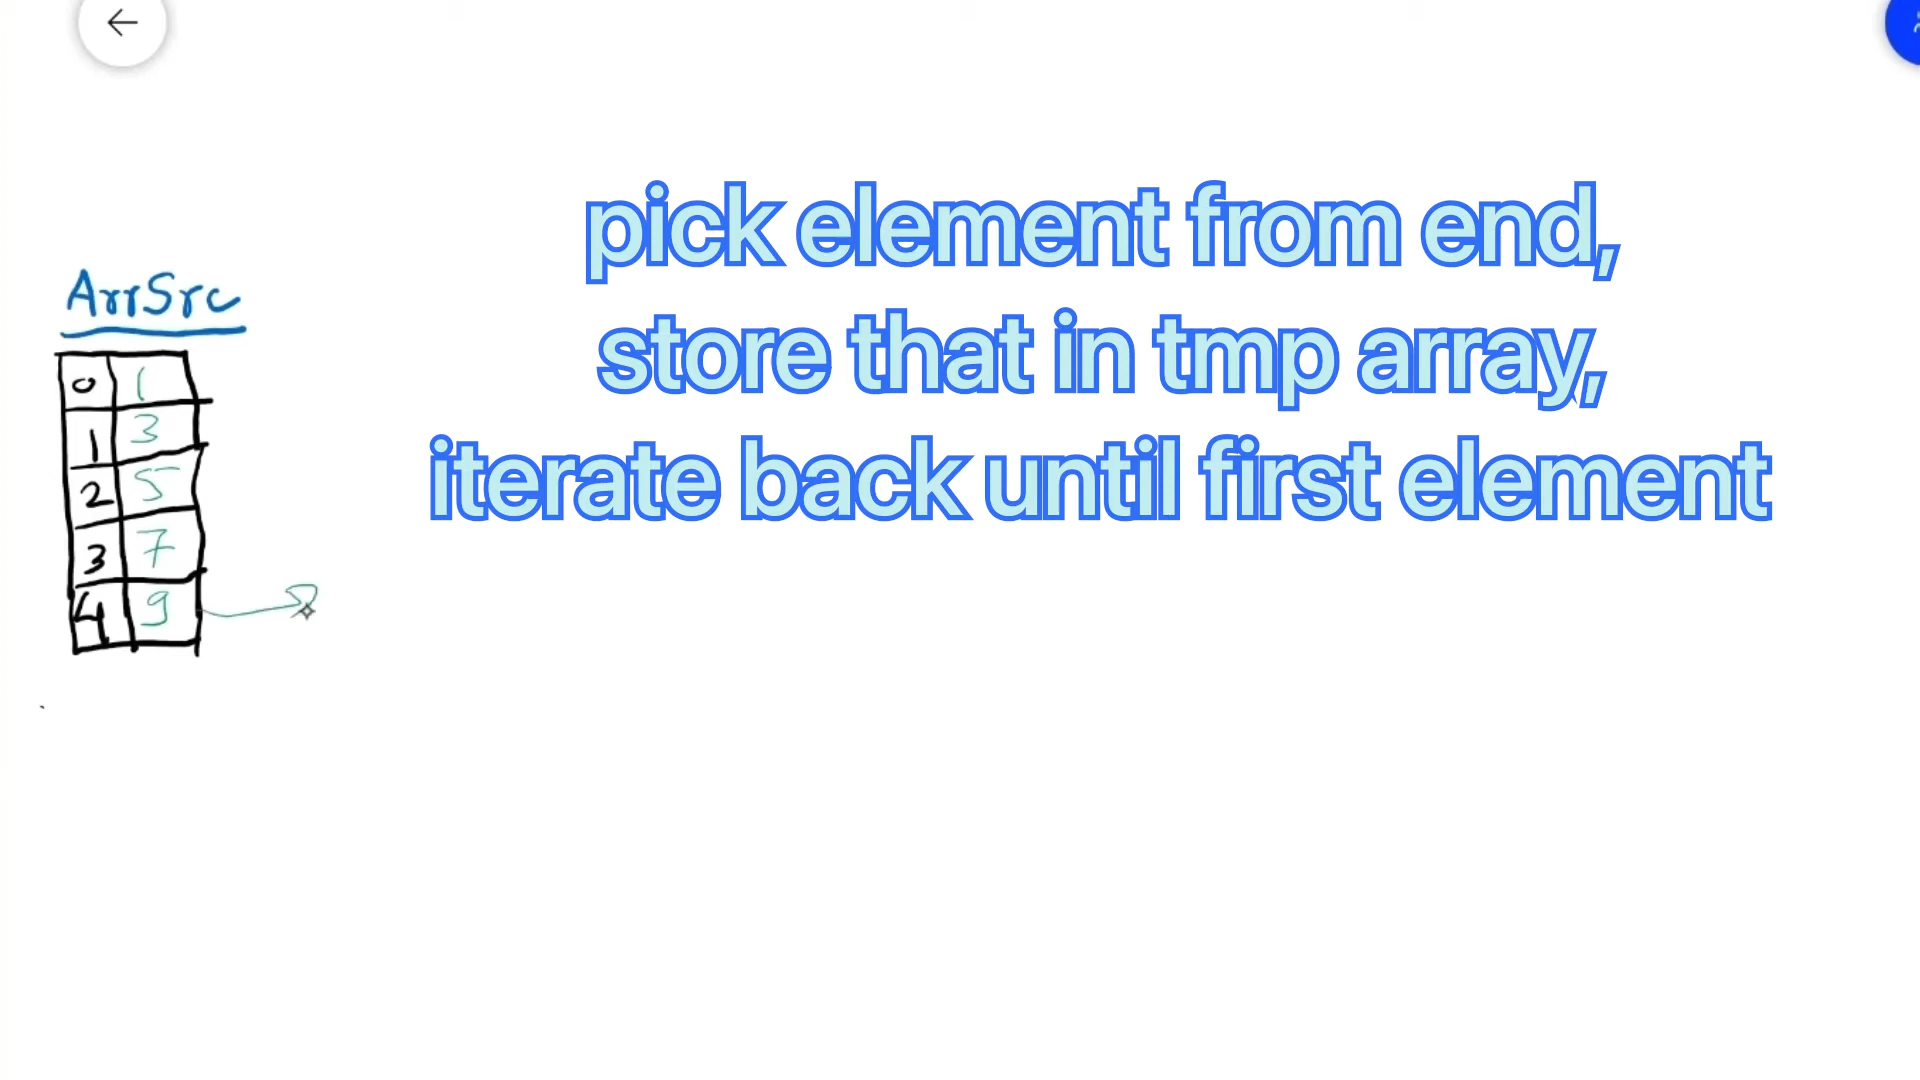 pick element from end,
store that in tmp array,
iterate back until first element
ArrSrc
0 1
1 3
2 5
3 7
4 9